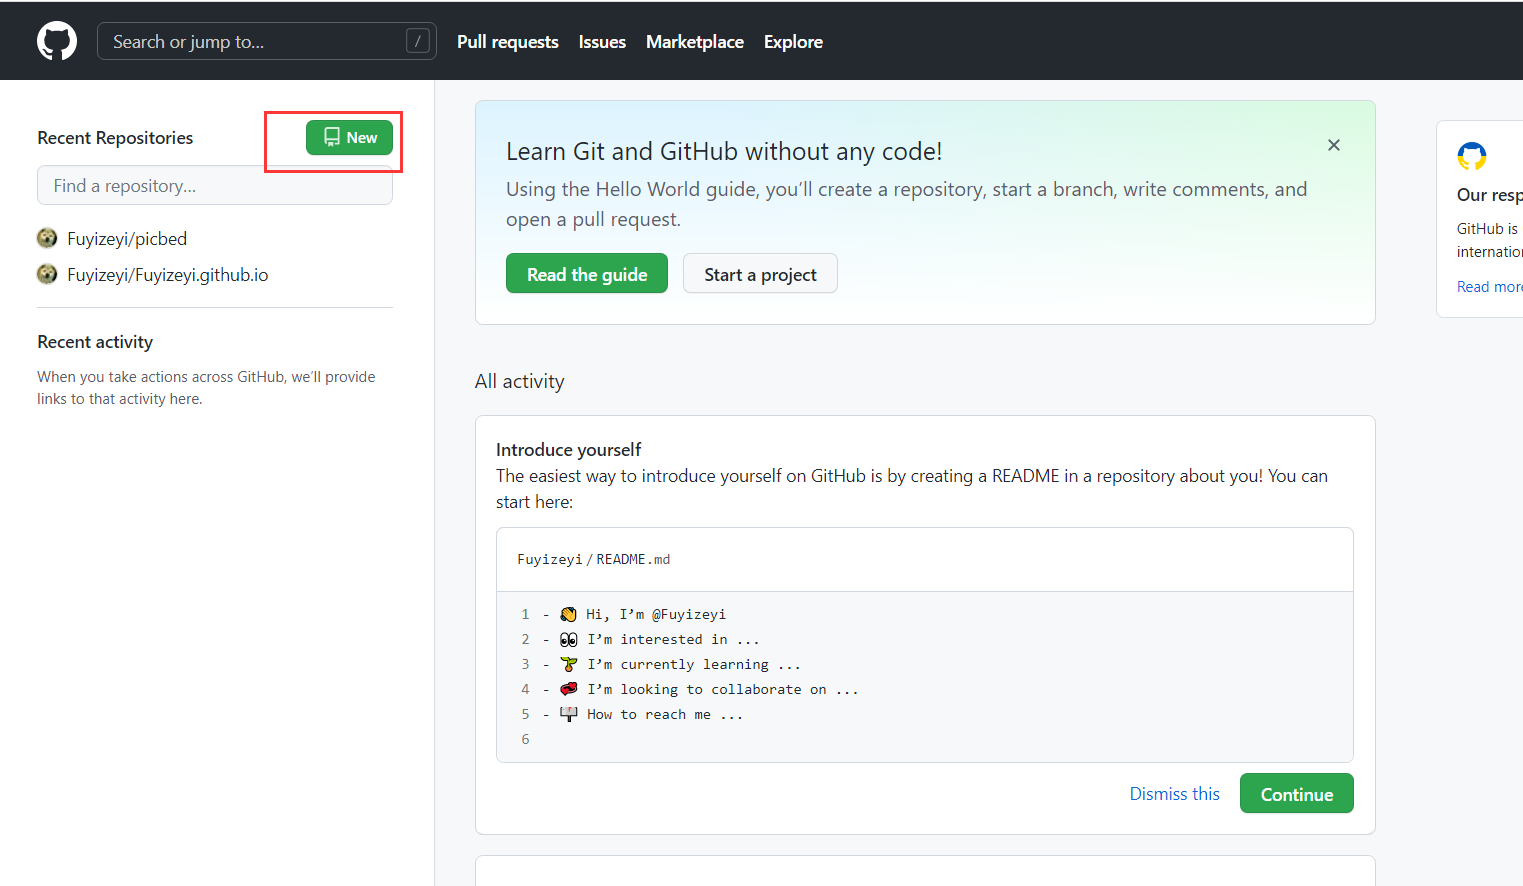 Search or jump to...
/
Pull requests
Issues
Marketplace
Explore
Recent Repositories
New
Find a repository...
Fuyizeyi/picbed
Fuyizeyi/Fuyizeyi.github.io
Recent activity
When you take actions across GitHub, we’ll provide
links to that activity here.
Learn Git and GitHub without any code!
Using the Hello World guide, you’ll create a repository, start a branch, write comments, and
open a pull request.
Read the guide
Start a project
All activity
Introduce yourself
The easiest way to introduce yourself on GitHub is by creating a README in a repository about you! You can
start here:
Fuyizeyi / README.md
1 - 👋 Hi, I’m @Fuyizeyi
2 - 👀 I’m interested in ...
3 - 🌱 I’m currently learning ...
4 - 💞️ I’m looking to collaborate on ...
5 - 📫 How to reach me ...
6
Dismiss this
Continue
Our resp
GitHub is
internation
Read more